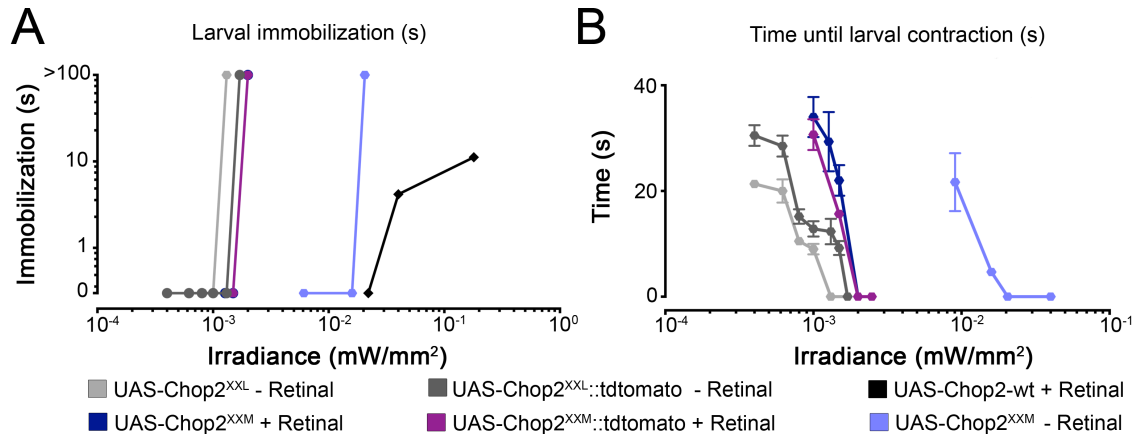 A
B
Larval immobilization (s)
Time until larval contraction (s)
Immobilization (s)
>100
10
1
0
10-4
10-3
10-2
10-1
100
Irradiance (mW/mm2)
Time (s)
40
20
0
10-4
10-3
10-2
10-1
Irradiance (mW/mm2)
UAS-Chop2XXL - Retinal
UAS-Chop2XXL::tdtomato - Retinal
UAS-Chop2-wt + Retinal
UAS-Chop2XXM + Retinal
UAS-Chop2XXM::tdtomato + Retinal
UAS-Chop2XXM - Retinal